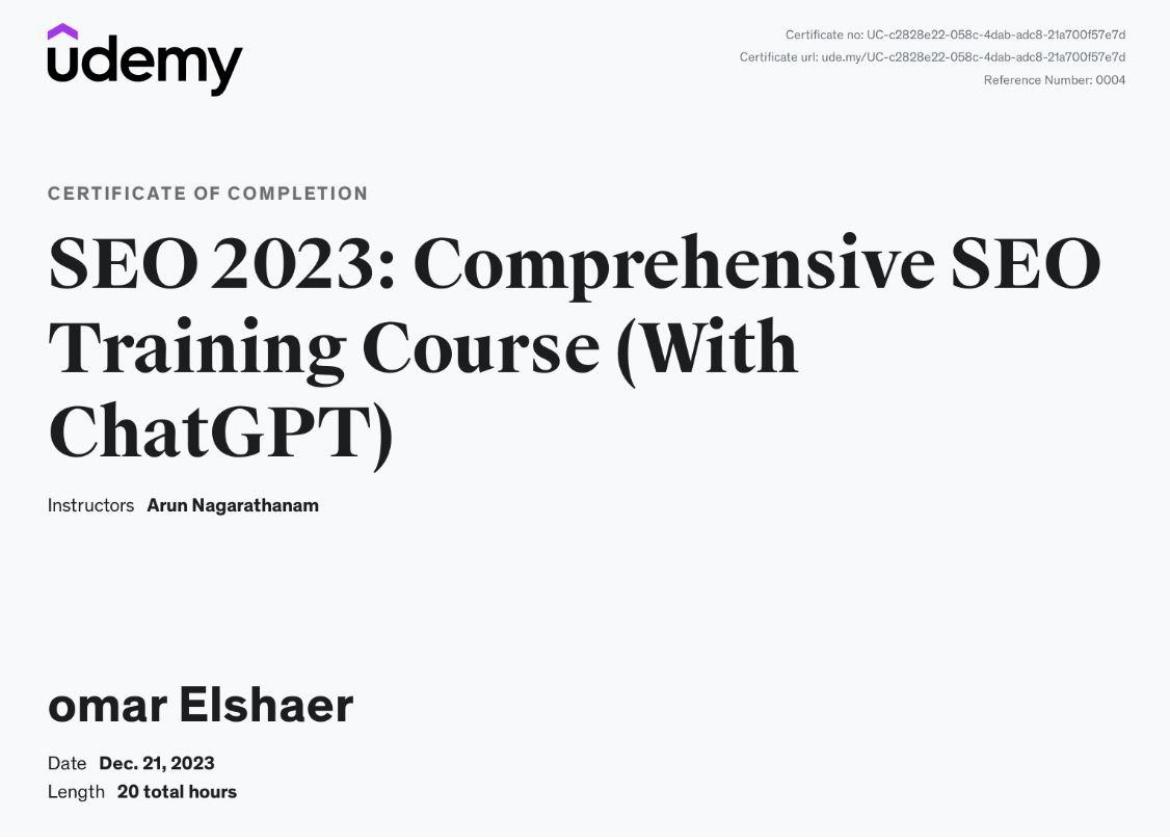 udemy
Certificate no: UC-c2828e22-058c-4dab-adc8-21a700f57e7d
Certificate url: ude.my/UC-c2828e22-058c-4dab-adc8-21a700f57e7d
Reference Number: 0004
CERTIFICATE OF COMPLETION
SEO 2023: Comprehensive SEO
Training Course (With
ChatGPT)
Instructors Arun Nagarathanam
omar Elshaer
Date Dec. 21, 2023
Length 20 total hours